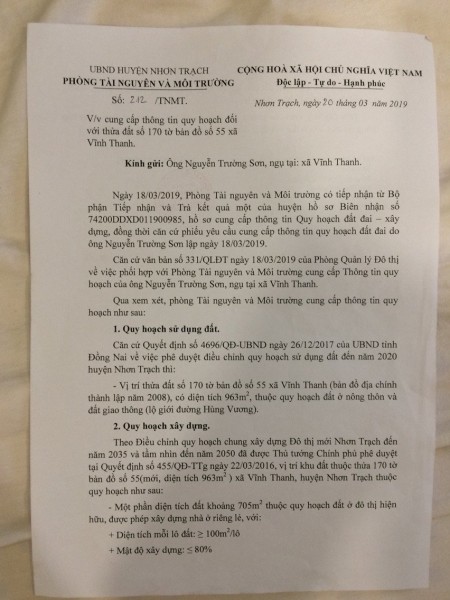 UBND HUYỆN NHƠN TRẠCH
PHÒNG TÀI NGUYÊN VÀ MÔI TRƯỜNG
Số: 212 /TNMT.
CỘNG HOÀ XÃ HỘI CHỦ NGHĨA VIỆT NAM
Độc lập - Tự do - Hạnh phúc
Nhơn Trạch, ngày 20 tháng 03 năm 2019
V/v cung cấp thông tin quy hoạch đối
với thửa đất số 170 tờ bản đồ số 55 xã
Vĩnh Thanh.
Kính gửi: Ông Nguyễn Trường Sơn, ngụ tại: xã Vĩnh Thanh.
Ngày 18/03/2019, Phòng Tài nguyên và Môi trường có tiếp nhận từ Bộ
phận Tiếp nhận và Trả kết quả một của huyện hồ sơ Biên nhận số
74200DDXD011900985, hồ sơ cung cấp thông tin Quy hoạch đất đai – xây
dựng, đồng thời căn cứ phiếu yêu cầu cung cấp thông tin quy hoạch đất đai do
ông Nguyễn Trường Sơn lập ngày 18/03/2019.
Căn cứ văn bản số 331/QLĐT ngày 18/03/2019 của Phòng Quản lý Đô thị
về việc phối hợp với Phòng Tài nguyên và Môi trường cung cấp Thông tin quy
hoạch của ông Nguyễn Trường Sơn, ngụ tại xã Vĩnh Thanh.
Qua xem xét, phòng Tài nguyên và Môi trường cung cấp thông tin quy
hoạch như sau:
1. Quy hoạch sử dụng đất.
Căn cứ Quyết định số 4696/QĐ-UBND ngày 26/12/2017 của UBND tỉnh
Đồng Nai về việc phê duyệt điều chỉnh quy hoạch sử dụng đất đến năm 2020
huyện Nhơn Trạch thì:
- Vị trí thửa đất số 170 tờ bản đồ số 55 xã Vĩnh Thanh (bản đồ địa chính
thành lập năm 2008), có diện tích 963m², thuộc quy hoạch đất ở nông thôn và
đất giao thông (lộ giới đường Hùng Vương).
2. Quy hoạch xây dựng.
Theo Điều chỉnh quy hoạch chung xây dựng Đô thị mới Nhơn Trạch đến
năm 2035 và tầm nhìn đến năm 2050 đã được Thủ tướng Chính phủ phê duyệt
tại Quyết định số 455/QĐ-TTg ngày 22/03/2016, vị trí khu đất thuộc thửa 170 tờ
bản đồ số 55(mới, diện tích 963m² ) xã Vĩnh Thanh, huyện Nhơn Trạch thuộc
quy hoạch như sau:
- Một phần diện tích đất khoảng 705m² thuộc quy hoạch đất ở đô thị hiện
hữu, được phép xây dựng nhà ở riêng lẻ, với:
+ Diện tích mỗi lô đất: ≥ 100m²/lô
+ Mật độ xây dựng: ≤ 80%